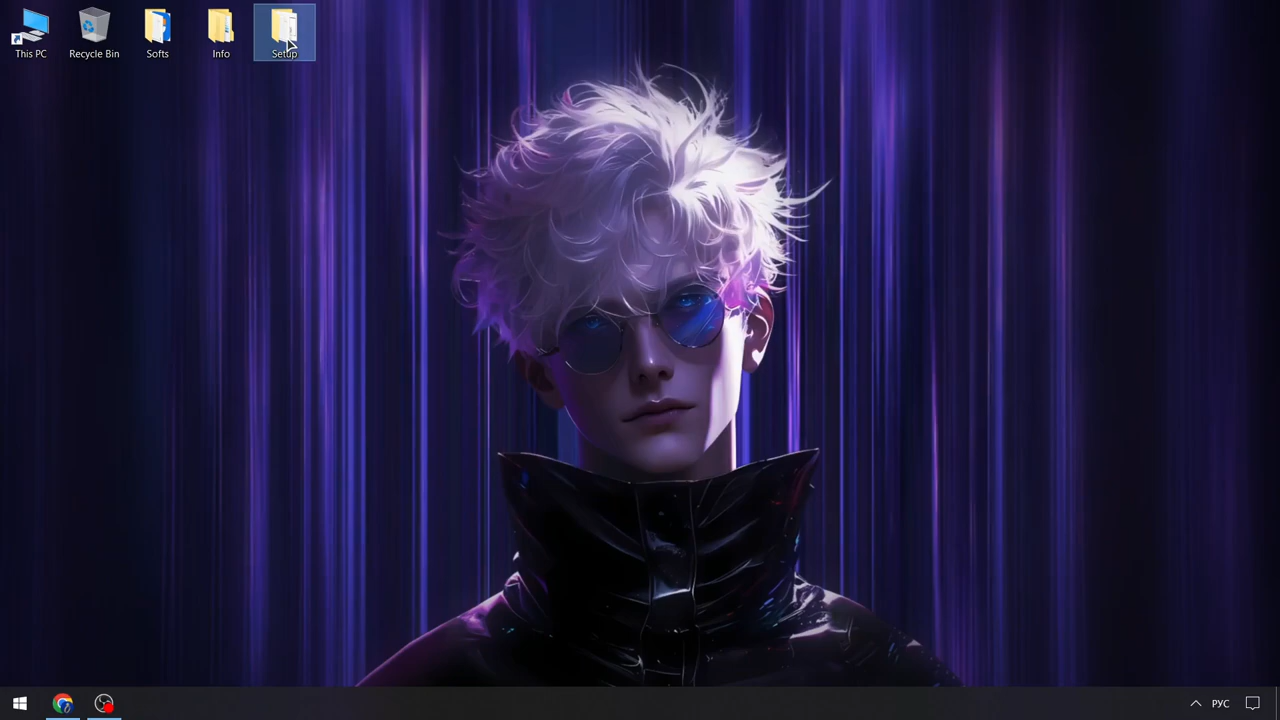 This PC
Recycle Bin
Softs
Info
Setup
РУС